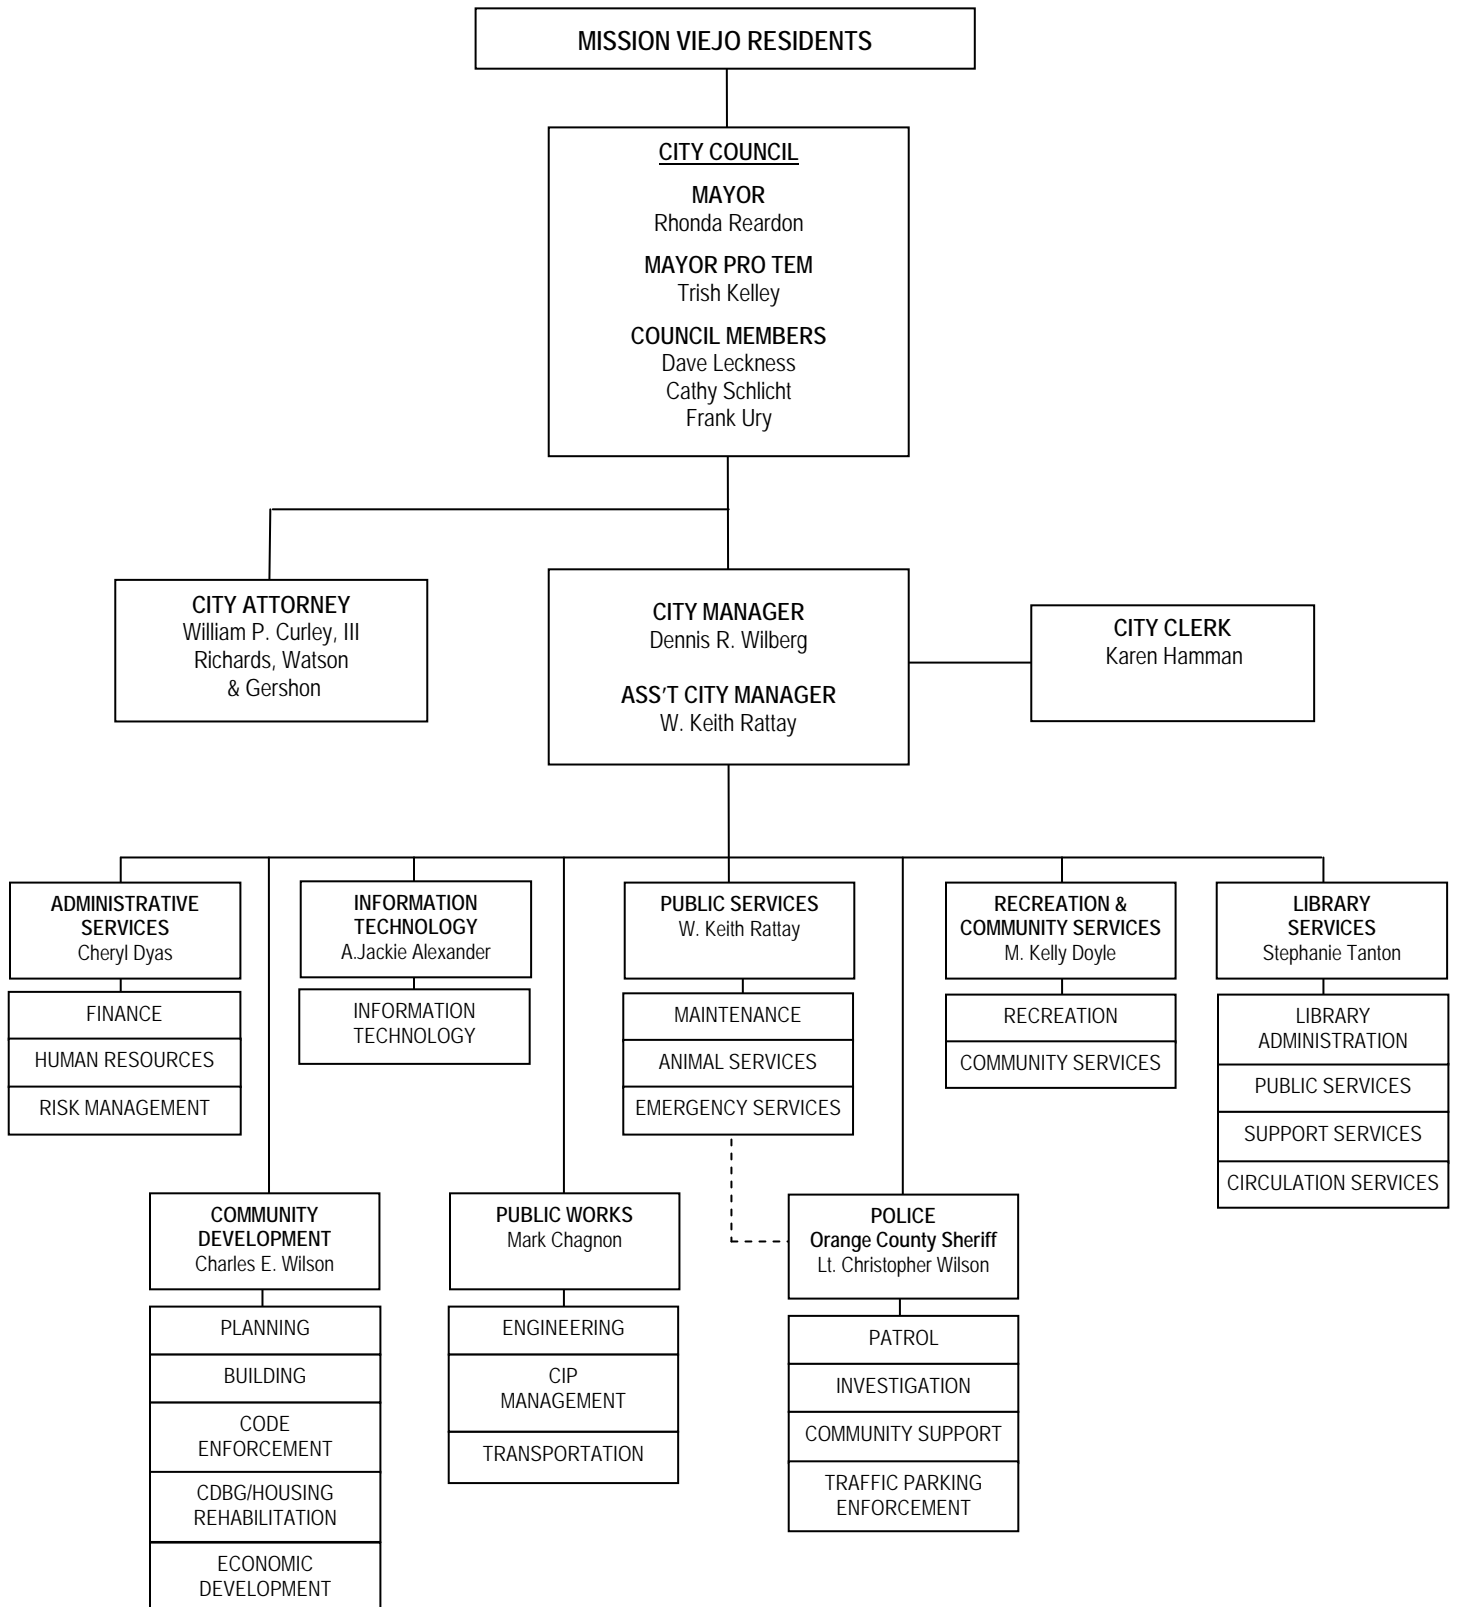 MISSION VIEJO RESIDENTS
CITY COUNCIL
MAYOR
Rhonda Reardon
MAYOR PRO TEM
Trish Kelley
COUNCIL MEMBERS
Dave Leckness
Cathy Schlicht
Frank Ury
CITY ATTORNEY
William P. Curley, III
Richards, Watson
& Gershon
CITY MANAGER
Dennis R. Wilberg
ASS'T CITY MANAGER
W. Keith Rattay
CITY CLERK
Karen Hamman
ADMINISTRATIVE
SERVICES
Cheryl Dyas
FINANCE
HUMAN RESOURCES
RISK MANAGEMENT
INFORMATION
TECHNOLOGY
A.Jackie Alexander
INFORMATION
TECHNOLOGY
PUBLIC SERVICES
W. Keith Rattay
MAINTENANCE
ANIMAL SERVICES
EMERGENCY SERVICES
RECREATION &
COMMUNITY SERVICES
M. Kelly Doyle
RECREATION
COMMUNITY SERVICES
LIBRARY
SERVICES
Stephanie Tanton
LIBRARY
ADMINISTRATION
PUBLIC SERVICES
SUPPORT SERVICES
CIRCULATION SERVICES
COMMUNITY
DEVELOPMENT
Charles E. Wilson
PLANNING
BUILDING
CODE
ENFORCEMENT
CDBG/HOUSING
REHABILITATION
ECONOMIC
DEVELOPMENT
PUBLIC WORKS
Mark Chagnon
ENGINEERING
CIP
MANAGEMENT
TRANSPORTATION
POLICE
Orange County Sheriff
Lt. Christopher Wilson
PATROL
INVESTIGATION
COMMUNITY SUPPORT
TRAFFIC PARKING
ENFORCEMENT